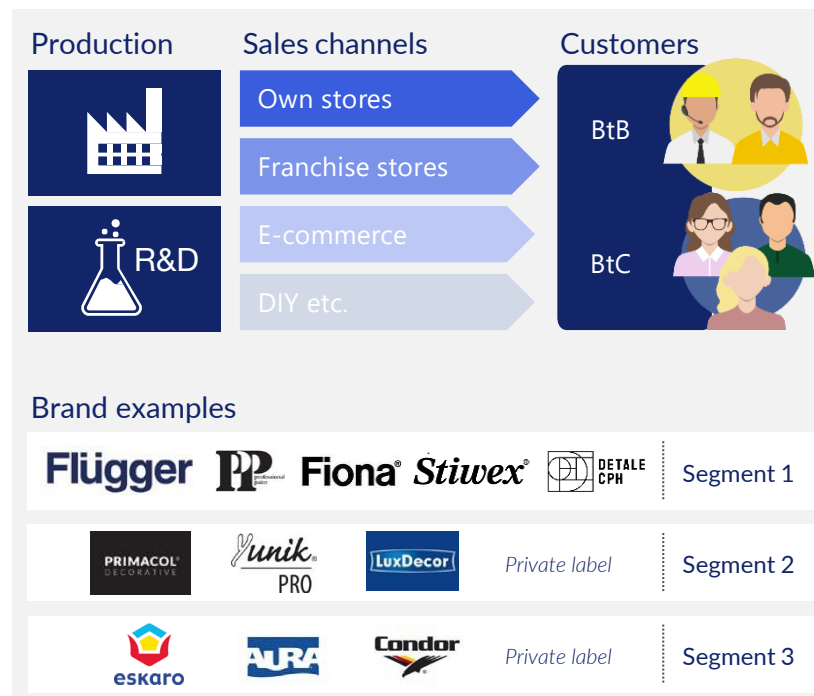 Production
Sales channels
Customers
Own stores
Franchise stores
E-commerce
DIY etc.
R&D
BtB
BtC
Brand examples
Flügger
PP
professional
paint
Fiona®
Stiwex®
DETALE
CPH
Segment 1
PRIMACOL®
DECORATIVE
unik®
PRO
LuxDecor
Private label
Segment 2
eskaro
AURA
Condor
Private label
Segment 3